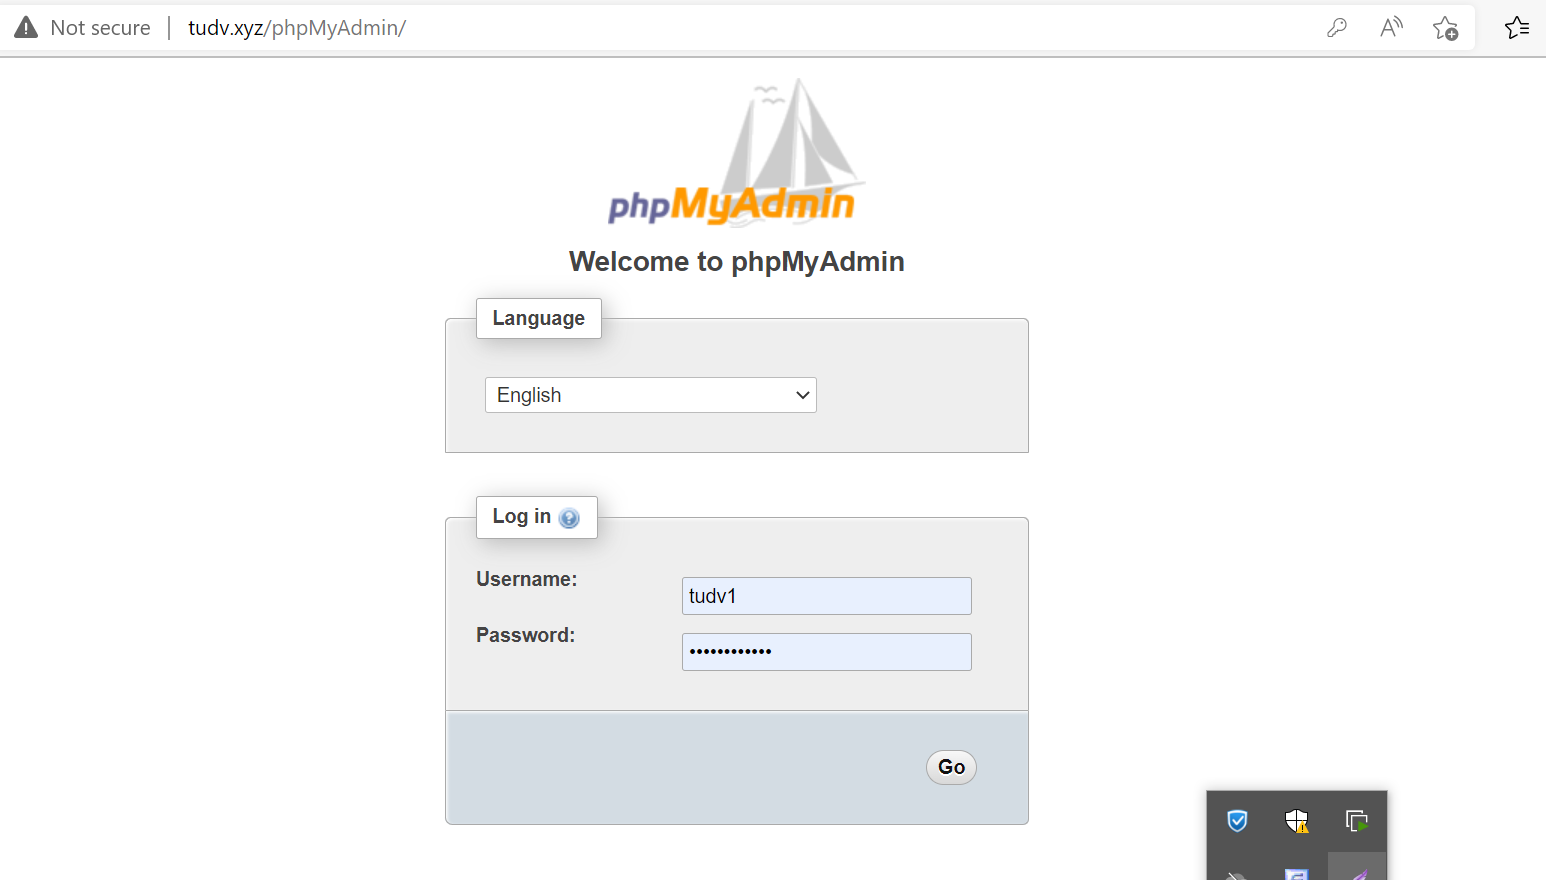 Not secure | tudv.xyz/phpMyAdmin/
phpMyAdmin
Welcome to phpMyAdmin
Language
English
Log in
Username:
tudv1
Password:
••••••••••••
Go